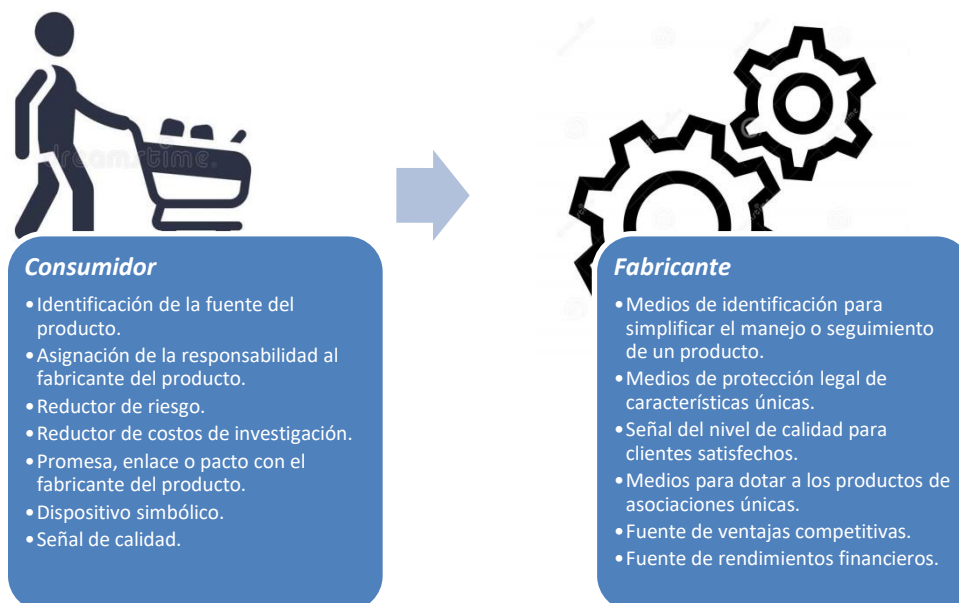 dreamstime.
Consumidor
•Identificación de la fuente del
producto.
•Asignación de la responsabilidad al
fabricante del producto.
•Reductor de riesgo.
•Reductor de costos de investigación.
•Promesa, enlace o pacto con el
fabricante del producto.
•Dispositivo simbólico.
•Señal de calidad.
Fabricante
•Medios de identificación para
simplificar el manejo o seguimiento
de un producto.
•Medios de protección legal de
características únicas.
•Señal del nivel de calidad para
clientes satisfechos.
•Medios para dotar a los productos de
asociaciones únicas.
•Fuente de ventajas competitivas.
•Fuente de rendimientos financieros.